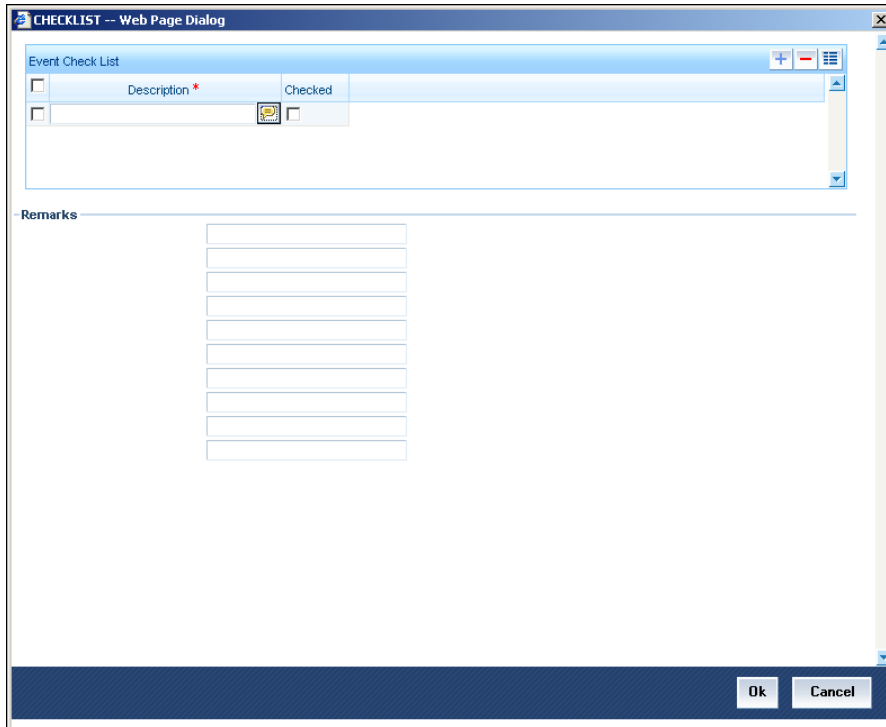 CHECKLIST -- Web Page Dialog
Event Check List
Description * Checked
Remarks
Ok Cancel